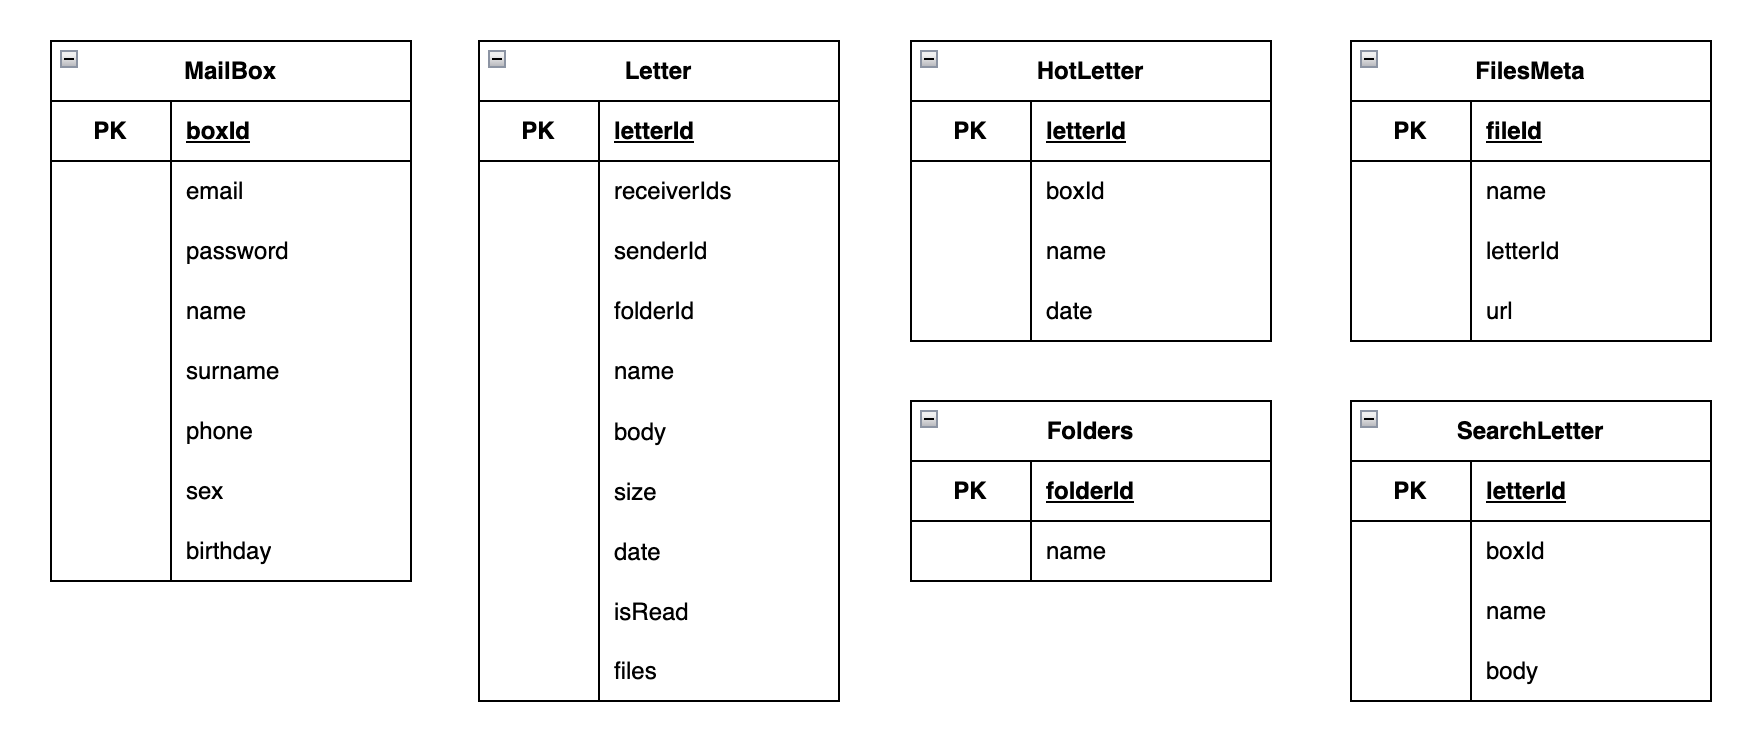 MailBox
PK boxId
email
password
name
surname
phone
sex
birthday
Letter
PK letterId
receiverIds
senderId
folderId
name
body
size
date
isRead
files
HotLetter
PK letterId
boxId
name
date
Folders
PK folderId
name
FilesMeta
PK fileId
name
letterId
url
SearchLetter
PK letterId
boxId
name
body